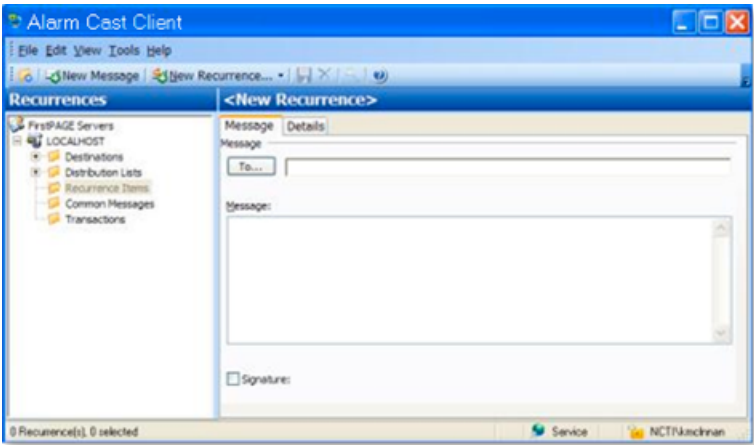 Alarm Cast Client
File Edit View Tools Help
New Message New Recurrence...
Recurrences <New Recurrence>
FirstPAGE Servers
LOCALHOST
Destinations
Distribution Lists
Recurrence Items
Common Messages
Transactions
Message Details
Message
To...
Message:
Signature:
0 Recurrence(s), 0 selected Service NCTI\kmclnnan